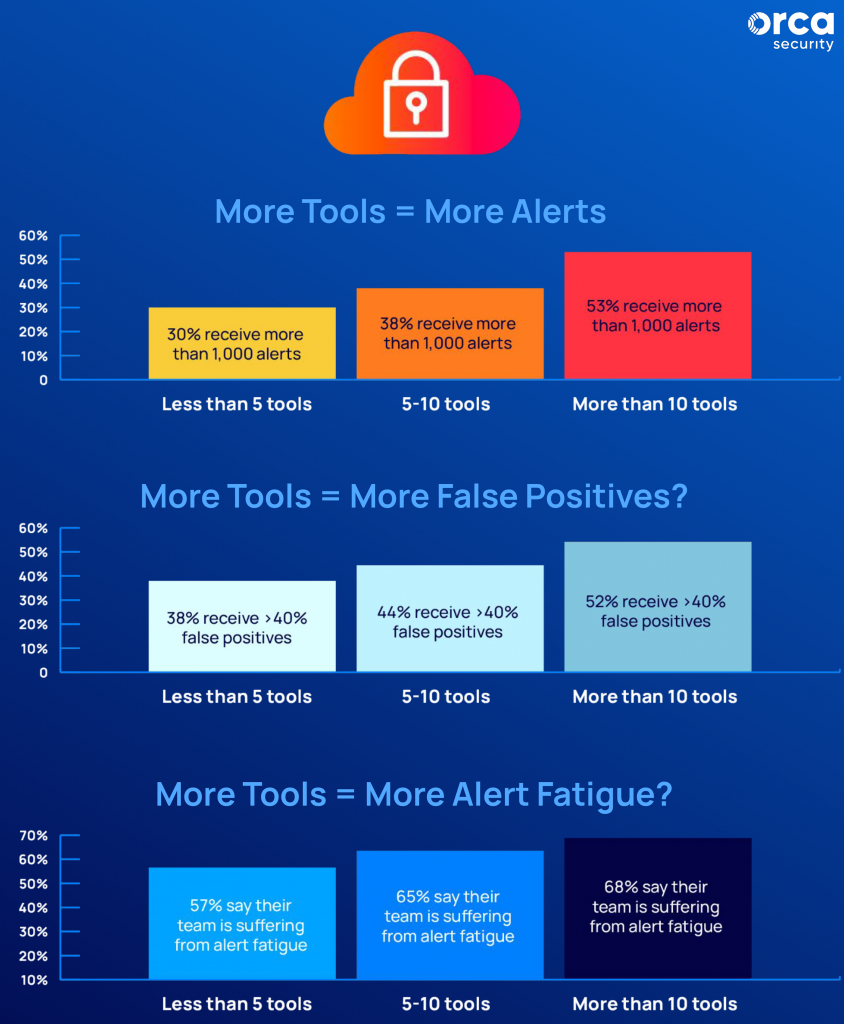 orca
security
More Tools = More Alerts
60%
50%
40%
30%
20%
10%
0
30% receive more
than 1,000 alerts
38% receive more
than 1,000 alerts
53% receive more
than 1,000 alerts
Less than 5 tools
5-10 tools
More than 10 tools
More Tools = More False Positives?
60%
50%
40%
30%
20%
10%
0
38% receive >40%
false positives
44% receive >40%
false positives
52% receive >40%
false positives
Less than 5 tools
5-10 tools
More than 10 tools
More Tools = More Alert Fatigue?
70%
60%
50%
40%
30%
20%
10%
57% say their
team is suffering
from alert fatigue
65% say their
team is suffering
from alert fatigue
68% say their
team is suffering
from alert fatigue
Less than 5 tools
5-10 tools
More than 10 tools